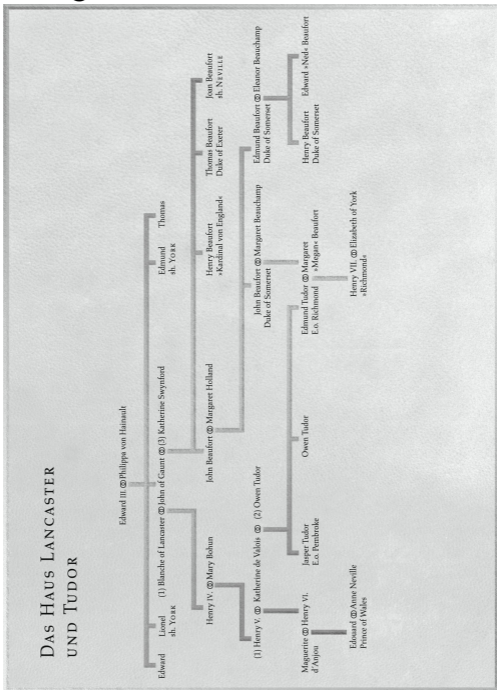 DAS HAUS LANCASTER
UND TUDOR
Edward III. ⚭ Philippa von Hainault
Edward
Lionel
sh. YORK
(1) Blanche of Lancaster ⚭ John of Gaunt ⚭ (3) Katherine Swynford
Edmund
sh. YORK
Thomas
Henry IV. ⚭ Mary Bohun
John Beaufort ⚭ Margaret Holland
Henry Beaufort
»Kardinal von England«
Thomas Beaufort
Duke of Exeter
Joan Beaufort
sh. NEVILLE
(1) Henry V. ⚭ Katherine de Valois ⚭ (2) Owen Tudor
John Beaufort ⚭ Margaret Beauchamp
Duke of Somerset
Edmund Beaufort ⚭ Eleanor Beauchamp
Duke of Somerset
Maguerite ⚭ Henry VI.
d'Anjou
Jasper Tudor
E.o. Pembroke
Owen Tudor
Edmund Tudor ⚭ Margaret
E.o. Richmond »Megan« Beaufort
Henry Beaufort
Duke of Somerset
Edward »Ned« Beaufort
Edouard ⚭ Anne Neville
Prince of Wales
Henry VII. ⚭ Elizabeth of York
»Richmond«